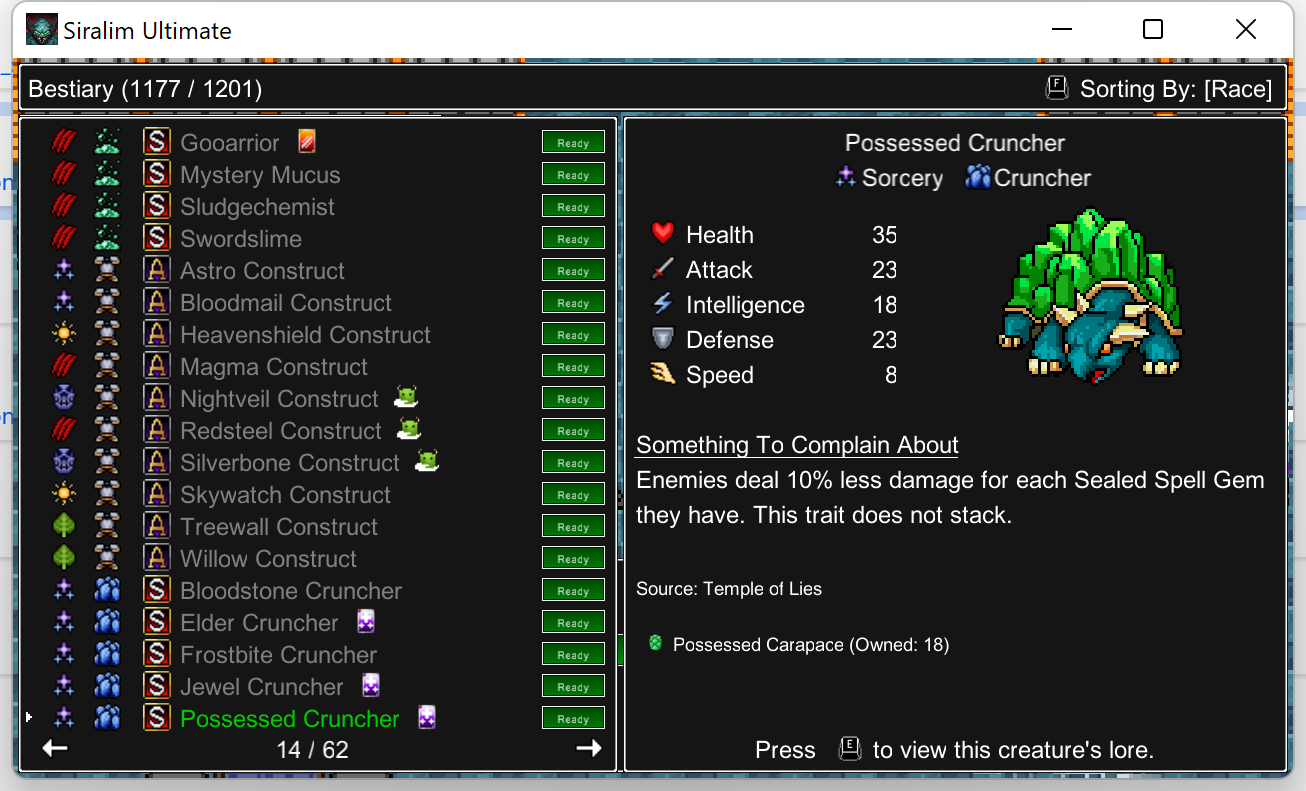 Siralim Ultimate
Bestiary (1177 / 1201)
F Sorting By: [Race]
S Gooarrior Ready
S Mystery Mucus Ready
S Sludgechemist Ready
S Swordslime Ready
A Astro Construct Ready
A Bloodmail Construct Ready
A Heavenshield Construct Ready
A Magma Construct Ready
A Nightveil Construct Ready
A Redsteel Construct Ready
A Silverbone Construct Ready
A Skywatch Construct Ready
A Treewall Construct Ready
A Willow Construct Ready
S Bloodstone Cruncher Ready
S Elder Cruncher Ready
S Frostbite Cruncher Ready
S Jewel Cruncher Ready
S Possessed Cruncher Ready
14 / 62
Possessed Cruncher
Sorcery Cruncher
Health 35
Attack 23
Intelligence 18
Defense 23
Speed 8
Something To Complain About
Enemies deal 10% less damage for each Sealed Spell Gem
they have. This trait does not stack.
Source: Temple of Lies
Possessed Carapace (Owned: 18)
Press E to view this creature's lore.